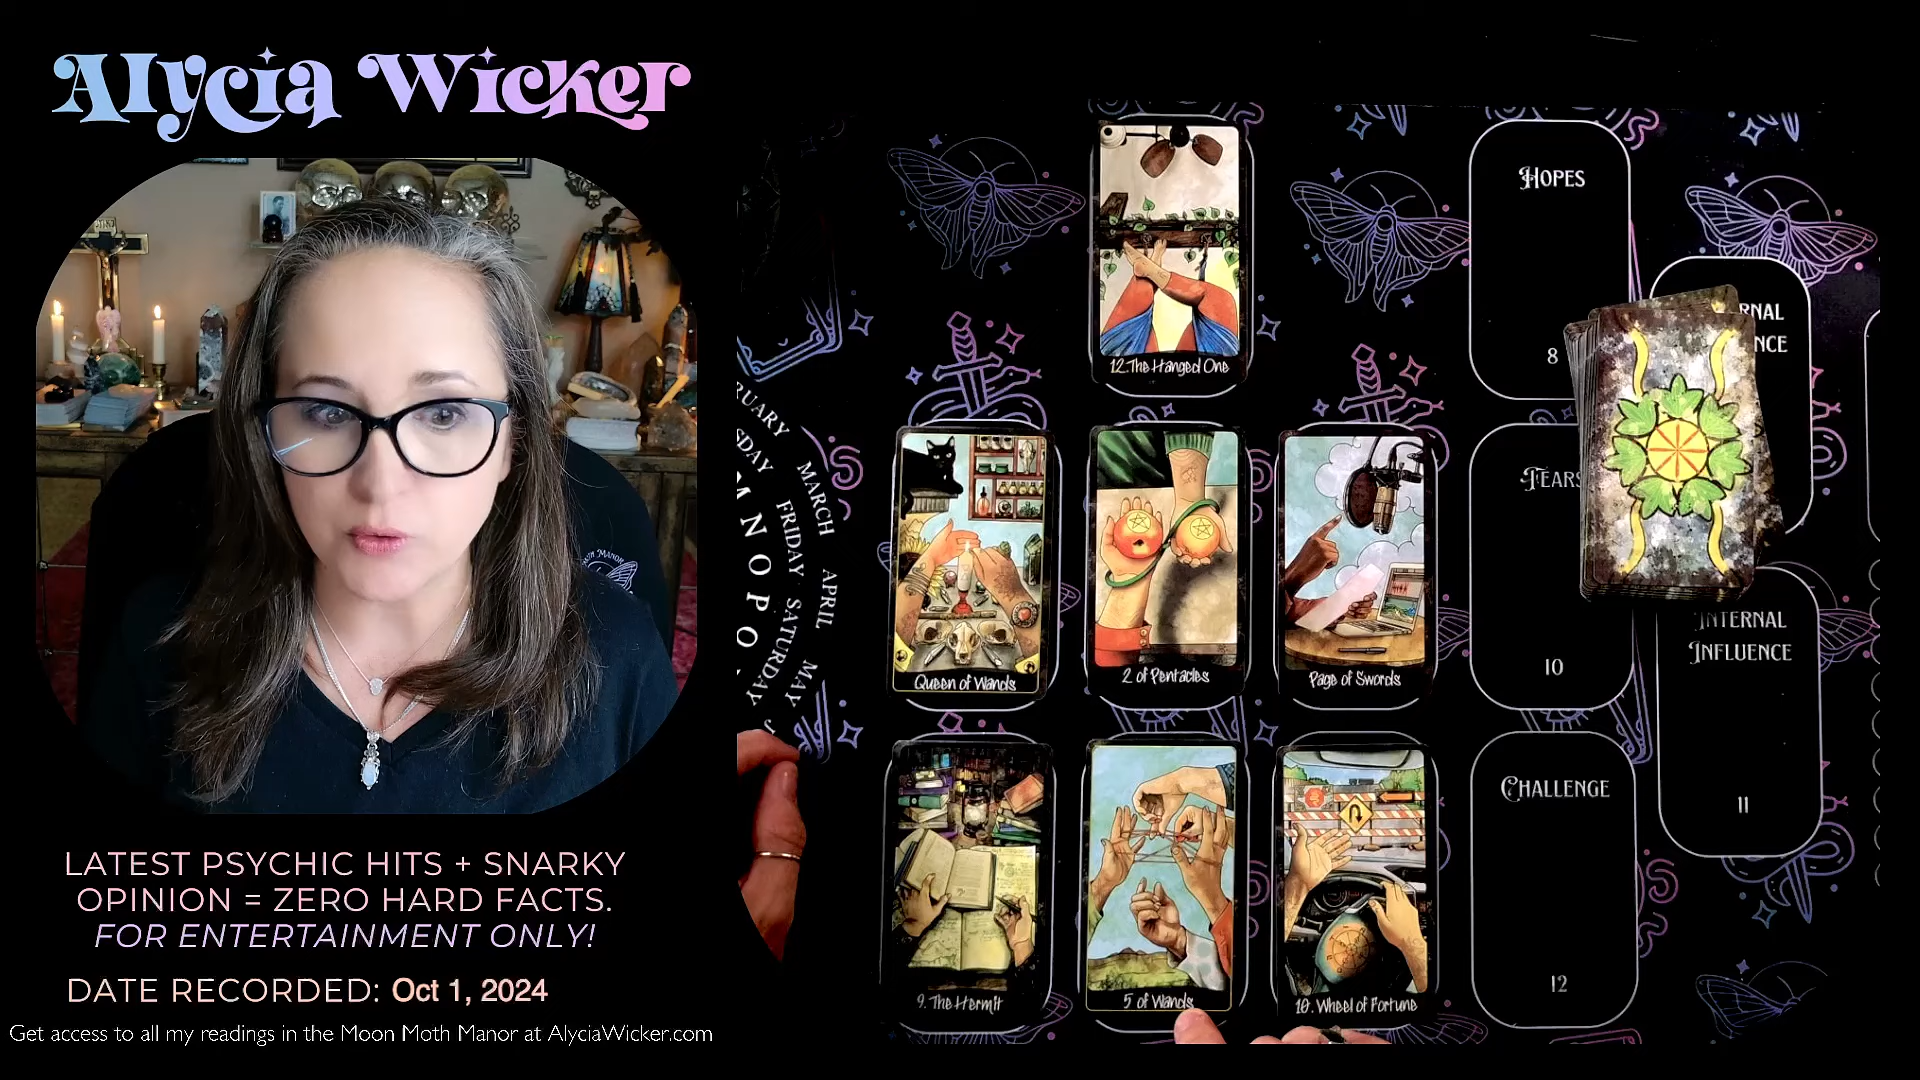 Alycia Wicker
LATEST PSYCHIC HITS + SNARKY
OPINION = ZERO HARD FACTS.
FOR ENTERTAINMENT ONLY!
DATE RECORDED: Oct 1, 2024
Get access to all my readings in the Moon Moth Manor at AlyciaWicker.com
12. The Hanged One
Queen of Wands
2 of Pentacles
Page of Swords
9. The Hermit
5 of Wands
10. Wheel of Fortune
HOPES
8
FEARS
10
CHALLENGE
12
INTERNAL
INFLUENCE
11
MARCH
APRIL
MAY
FRIDAY
SATURDAY
M N O P Q